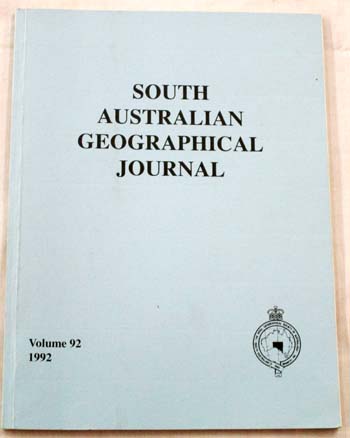 SOUTH
AUSTRALIAN
GEOGRAPHICAL
JOURNAL
Volume 92
1992